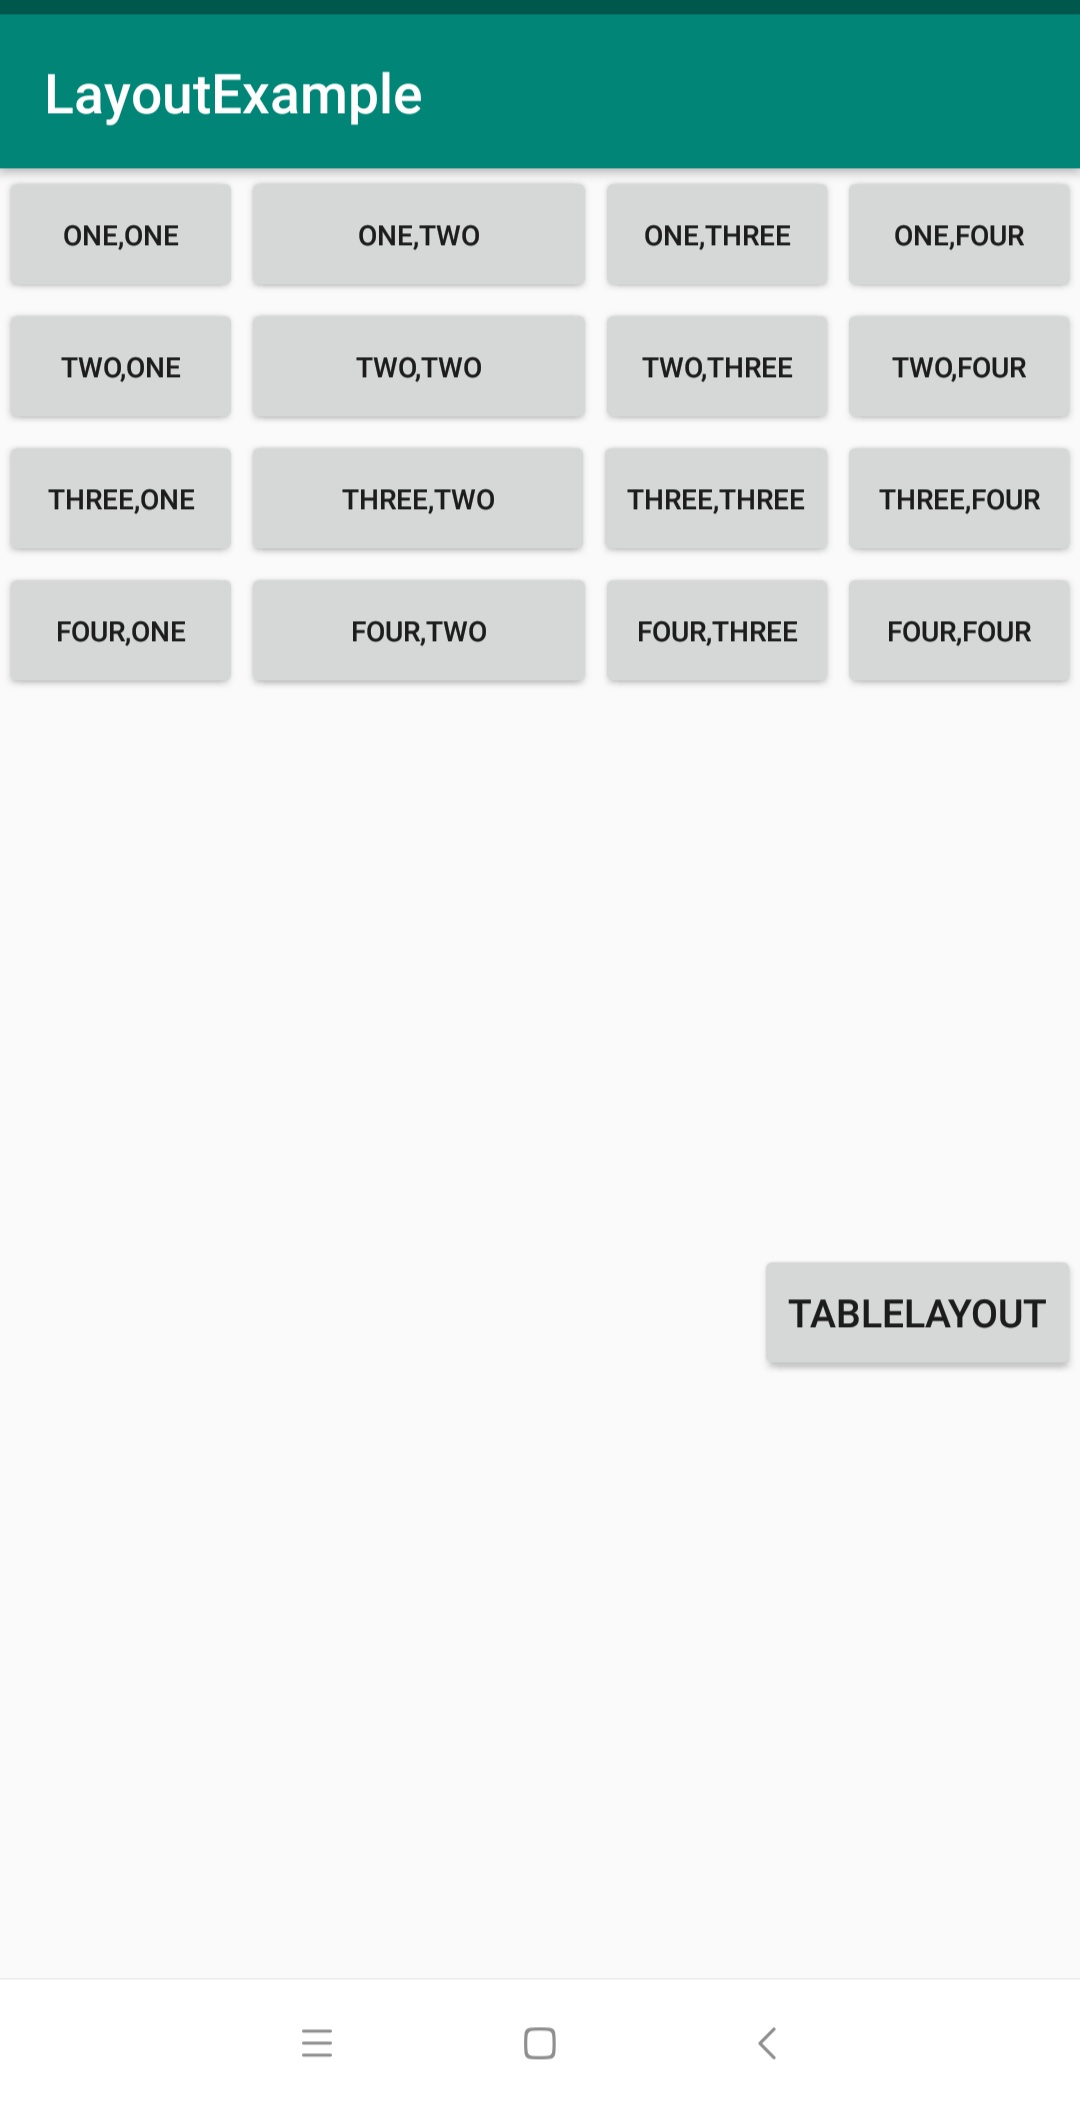 LayoutExample
ONE,ONE ONE,TWO ONE,THREE ONE,FOUR
TWO,ONE TWO,TWO TWO,THREE TWO,FOUR
THREE,ONE THREE,TWO THREE,THREE THREE,FOUR
FOUR,ONE FOUR,TWO FOUR,THREE FOUR,FOUR
TABLELAYOUT